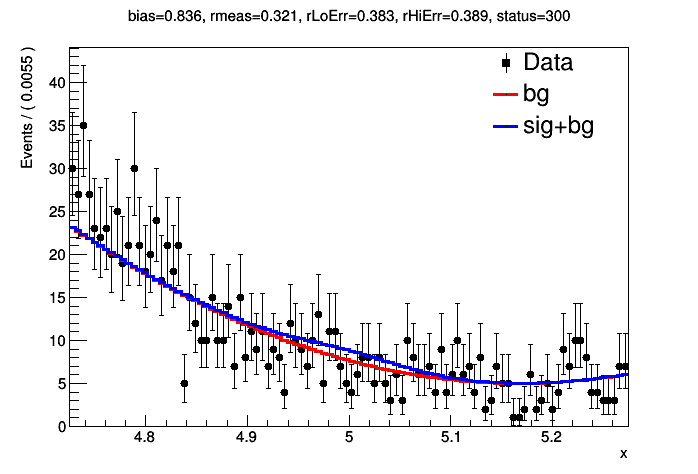 bias=0.836, rmeas=0.321, rLoErr=0.383, rHiErr=0.389, status=300
Events / ( 0.0055 )
Data
bg
sig+bg
40
35
30
25
20
15
10
5
0
4.8 4.9 5 5.1 5.2
x